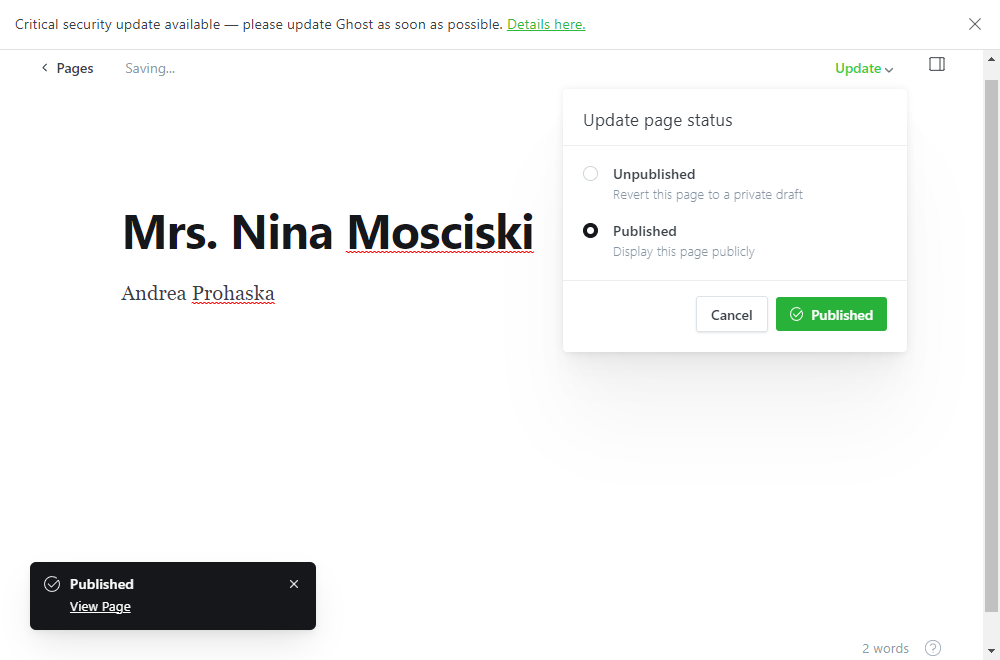 Critical security update available — please update Ghost as soon as possible. Details here.
Pages
Saving...
Update
Update page status
Unpublished
Revert this page to a private draft
Published
Display this page publicly
Cancel
Published
Mrs. Nina Mosciski
Andrea Prohaska
Published
View Page
2 words
?